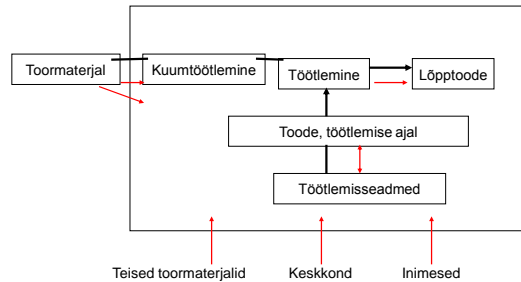 Toormaterjal
Kuumtöötlemine
Töötlemine
Lõpptoode
Toode, töötlemise ajal
Töötlemisseadmed
Teised toormaterjalid
Keskkond
Inimesed